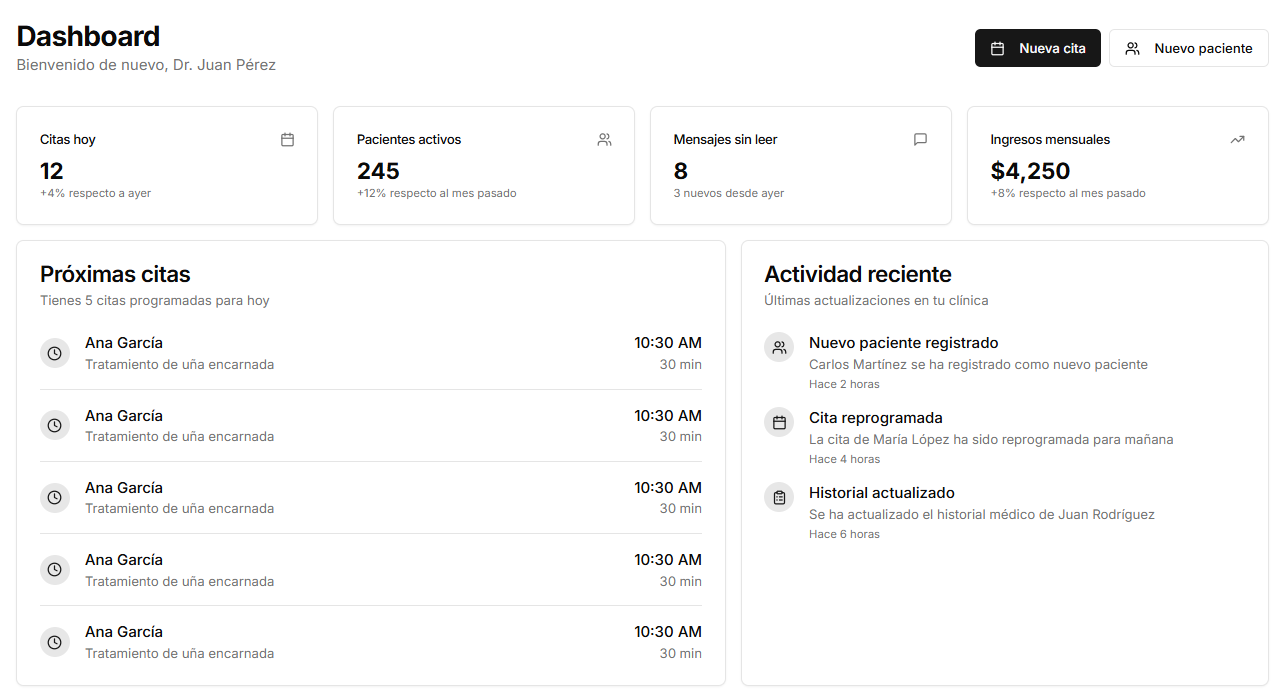 Dashboard
Bienvenido de nuevo, Dr. Juan Pérez
Nueva cita
Nuevo paciente
Citas hoy
12
+4% respecto a ayer
Pacientes activos
245
+12% respecto al mes pasado
Mensajes sin leer
8
3 nuevos desde ayer
Ingresos mensuales
$4,250
+8% respecto al mes pasado
Próximas citas
Tienes 5 citas programadas para hoy
Ana García
10:30 AM
Tratamiento de uña encarnada
30 min
Ana García
10:30 AM
Tratamiento de uña encarnada
30 min
Ana García
10:30 AM
Tratamiento de uña encarnada
30 min
Ana García
10:30 AM
Tratamiento de uña encarnada
30 min
Ana García
10:30 AM
Tratamiento de uña encarnada
30 min
Actividad reciente
Últimas actualizaciones en tu clínica
Nuevo paciente registrado
Carlos Martínez se ha registrado como nuevo paciente
Hace 2 horas
Cita reprogramada
La cita de María López ha sido reprogramada para mañana
Hace 4 horas
Historial actualizado
Se ha actualizado el historial médico de Juan Rodríguez
Hace 6 horas